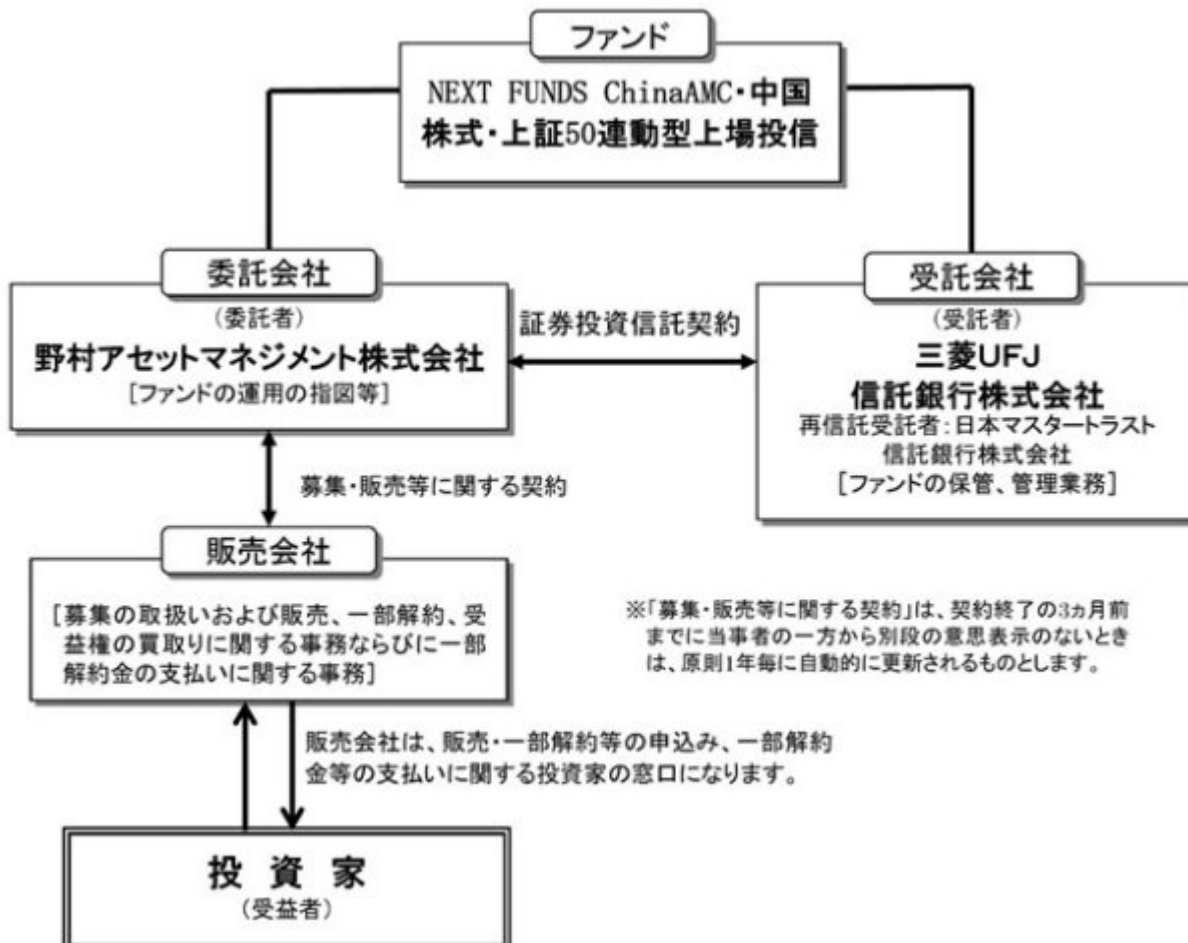 ファンド
NEXT FUNDS ChinaAMC・中国
株式・上証50連動型上場投信
委託会社
(委託者)
野村アセットマネジメント株式会社
[ファンドの運用の指図等]
証券投資信託契約
受託会社
(受託者)
三菱UFJ
信託銀行株式会社
再信託受託者:日本マスタートラスト
信託銀行株式会社
[ファンドの保管、管理業務]
募集・販売等に関する契約
販売会社
[募集の取扱いおよび販売、一部解約、受
益権の買取りに関する事務ならびに一部
解約金の支払いに関する事務]
※「募集・販売等に関する契約」は、契約終了の3ヵ月前
までに当事者の一方から別段の意思表示のないとき
は、原則1年毎に自動的に更新されるものとします。
販売会社は、販売・一部解約等の申込み、一部解約
金等の支払いに関する投資家の窓口になります。
投 資 家
(受益者)